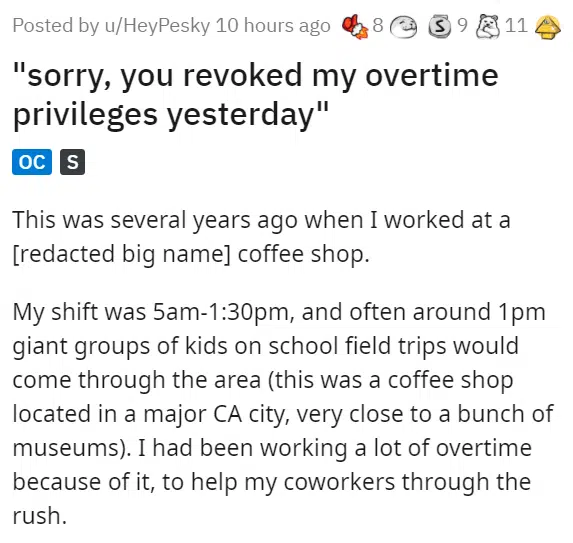 Posted by u/HeyPesky 10 hours ago 8 S 9 11
"sorry, you revoked my overtime
privileges yesterday"
OC S
This was several years ago when I worked at a
[redacted big name] coffee shop.
My shift was 5am-1:30pm, and often around 1pm
giant groups of kids on school field trips would
come through the area (this was a coffee shop
located in a major CA city, very close to a bunch of
museums). I had been working a lot of overtime
because of it, to help my coworkers through the
rush.